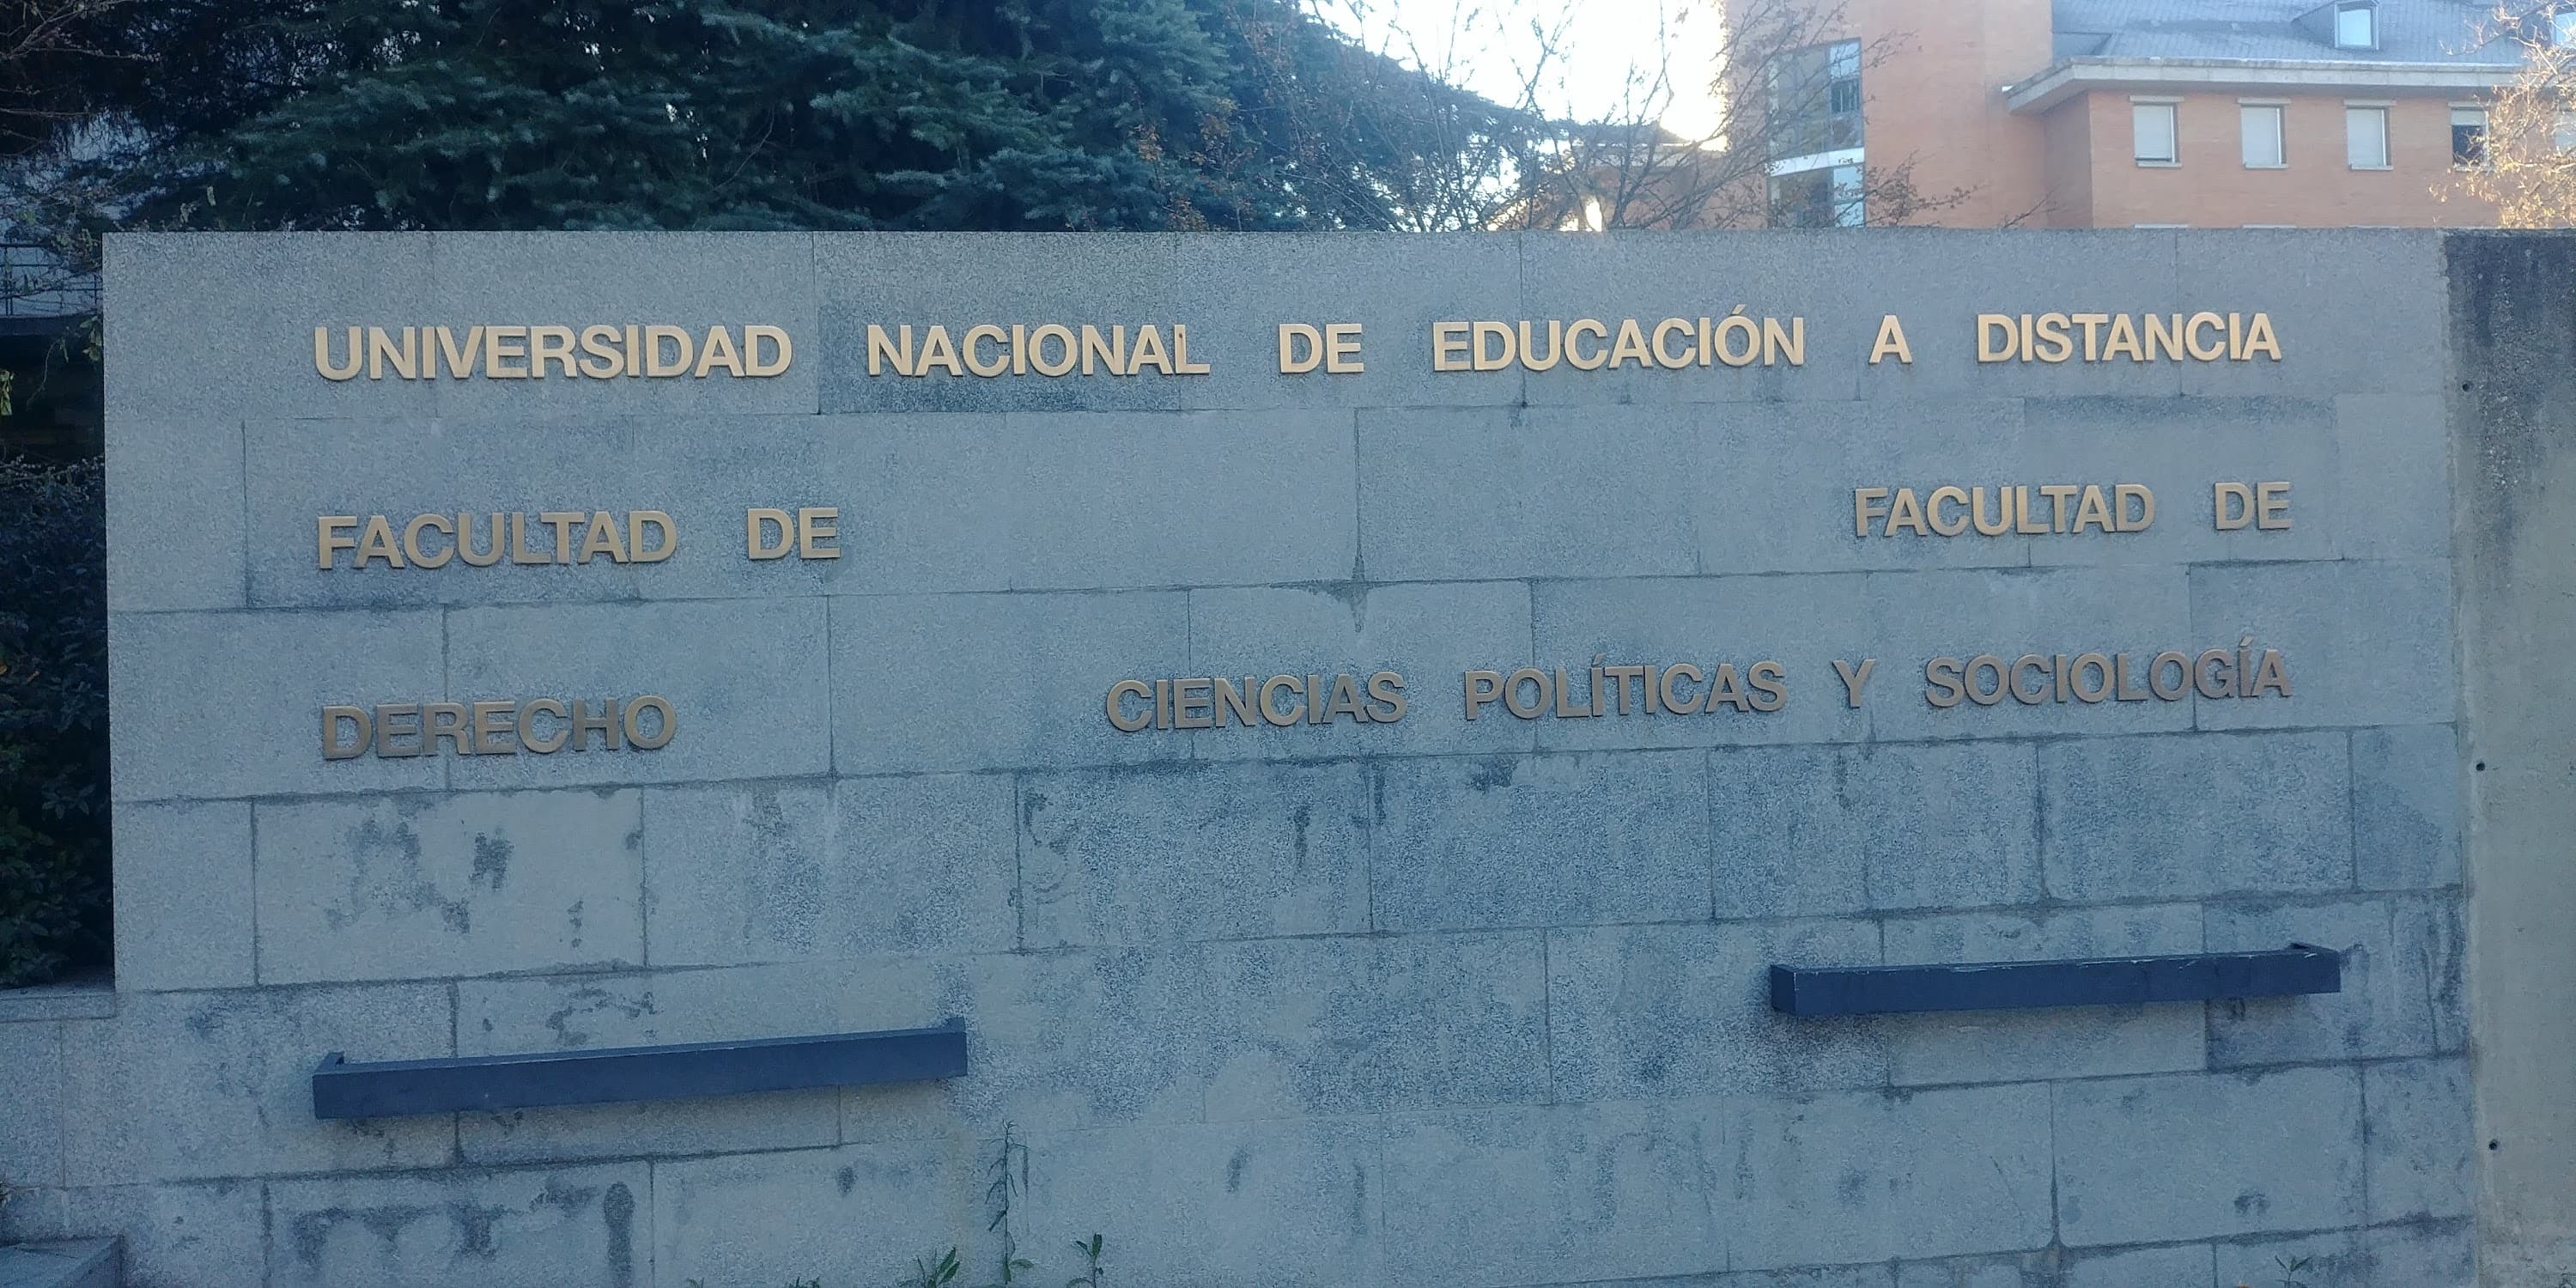 UNIVERSIDAD NACIONAL DE EDUCACIÓN A DISTANCIA
FACULTAD DE
DERECHO
FACULTAD DE
CIENCIAS POLÍTICAS Y SOCIOLOGÍA